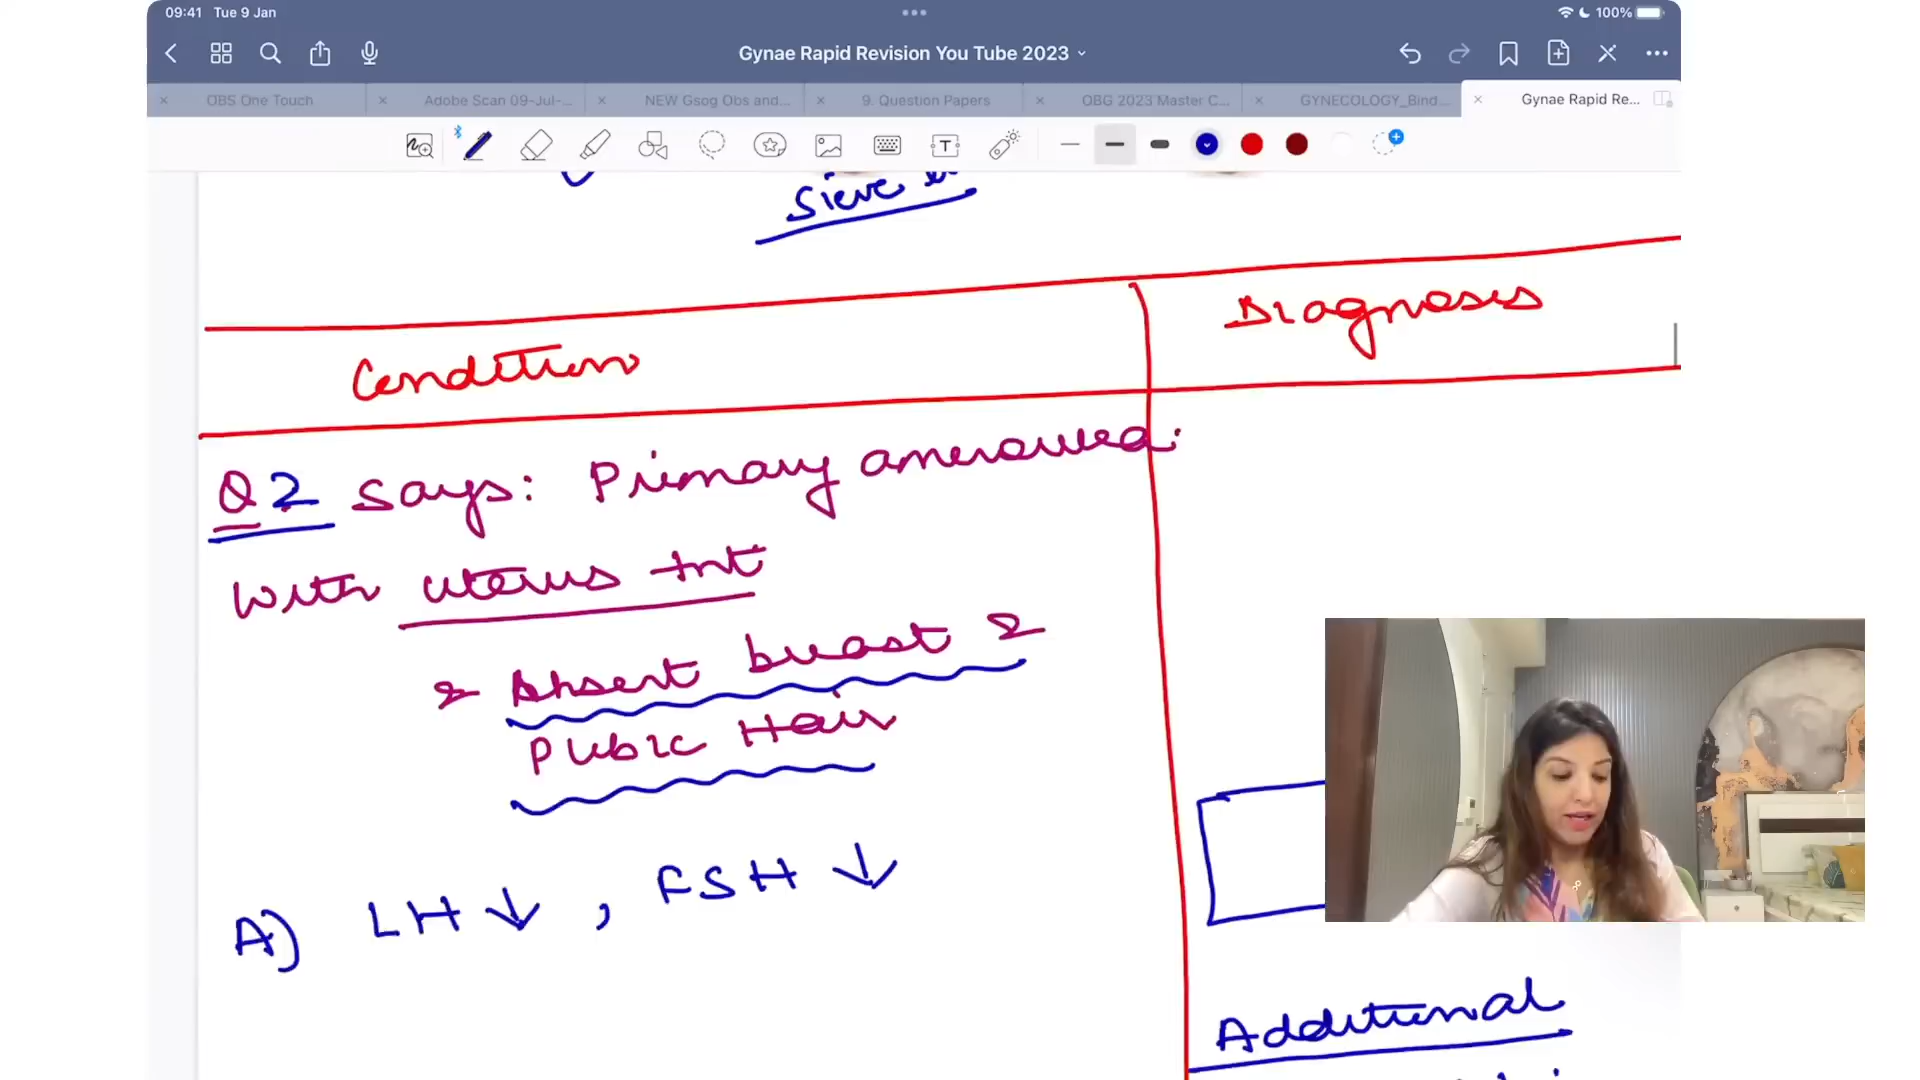 09:41 Tue 9 Jan
100%
Gynae Rapid Revision You Tube 2023
OBS One Touch
Adobe Scan 09-Jul-...
NEW Gsog Obs and...
9. Question Papers
OBG 2023 Master C...
GYNECOLOGY_Bind...
Gynae Rapid Re...
Sieve
Condition
Diagnosis
Q2 says: Primary amenorrhea.
With uterus +nt
& Absent breast &
Pubic Hair
A) LH ↓ , FSH ↓
Additional